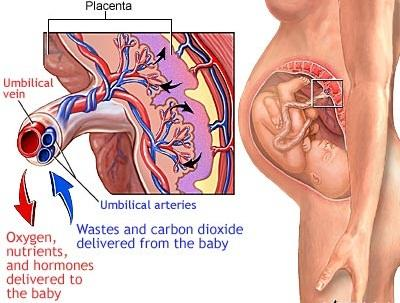 Placenta
Umbilical
vein
Umbilical arteries
Wastes and carbon dioxide
delivered from the baby
Oxygen,
nutrients,
and hormones
delivered to
the baby